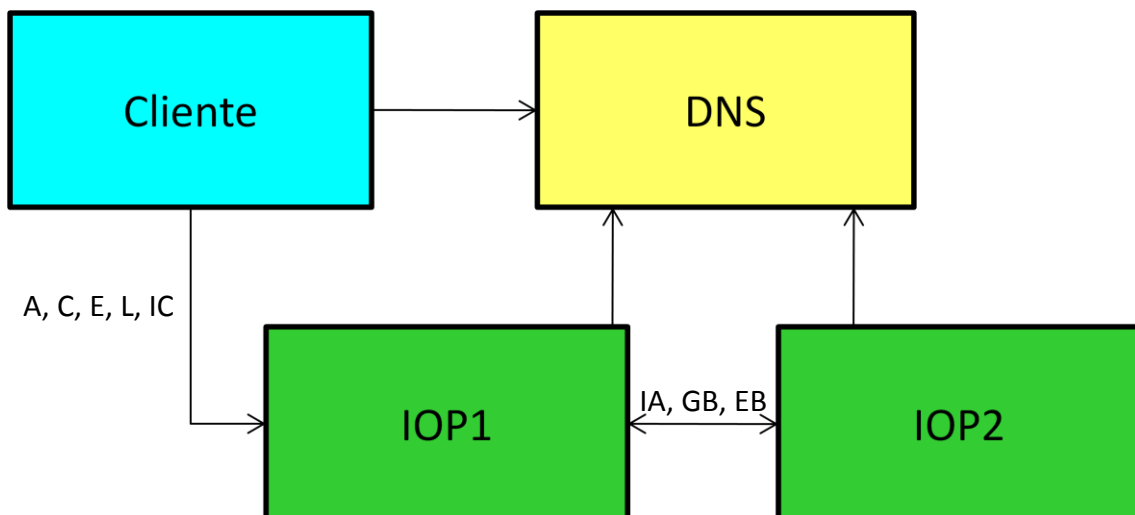 Cliente
DNS
A, C, E, L, IC
IA, GB, EB
IOP1
IOP2